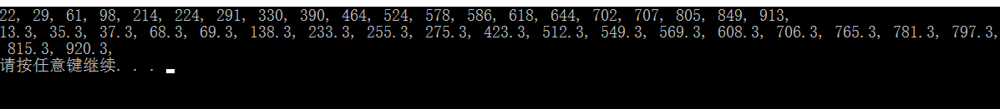 22, 29, 61, 98, 214, 224, 291, 330, 390, 464, 524, 578, 586, 618, 644, 702, 707, 805, 849, 913,
13.3, 35.3, 37.3, 68.3, 69.3, 138.3, 233.3, 255.3, 275.3, 423.3, 512.3, 549.3, 569.3, 608.3, 706.3, 765.3, 781.3, 797.3,
815.3, 920.3,
请按任意键继续. . .